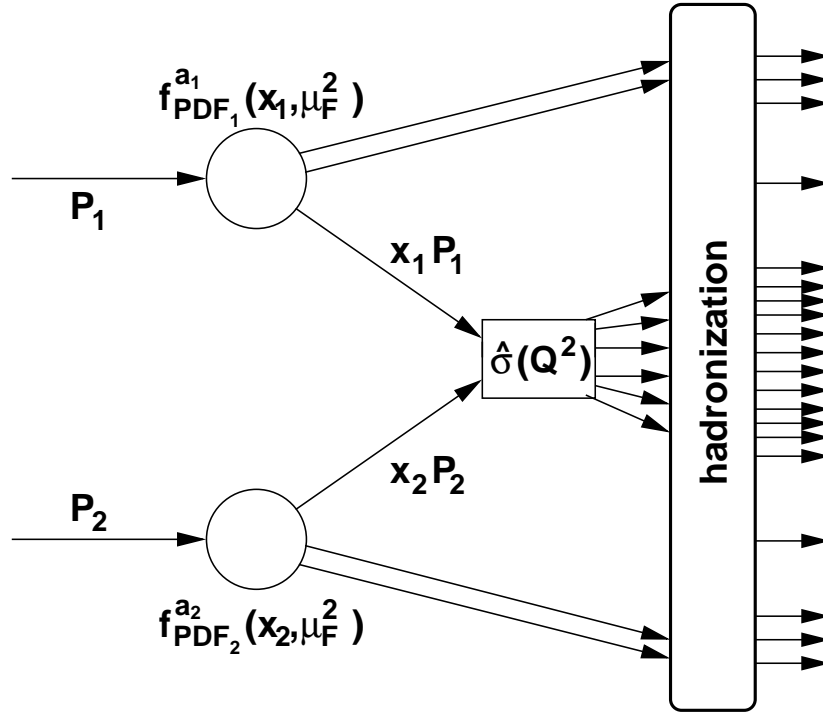 f^{a_1}_{PDF_1}(x_1,μ_F^2)
P_1
x_1 P_1
σ̂(Q^2)
hadronization
x_2 P_2
P_2
f^{a_2}_{PDF_2}(x_2,μ_F^2)